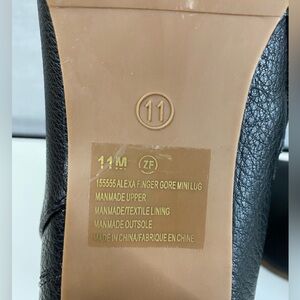 11
11M ZF
155555 ALEXA FINGER GORE MINI LUG
MANMADE UPPER
MANMADE/TEXTILE LINING
MANMADE OUTSOLE
MADE IN CHINA/FABRIQUE EN CHINE